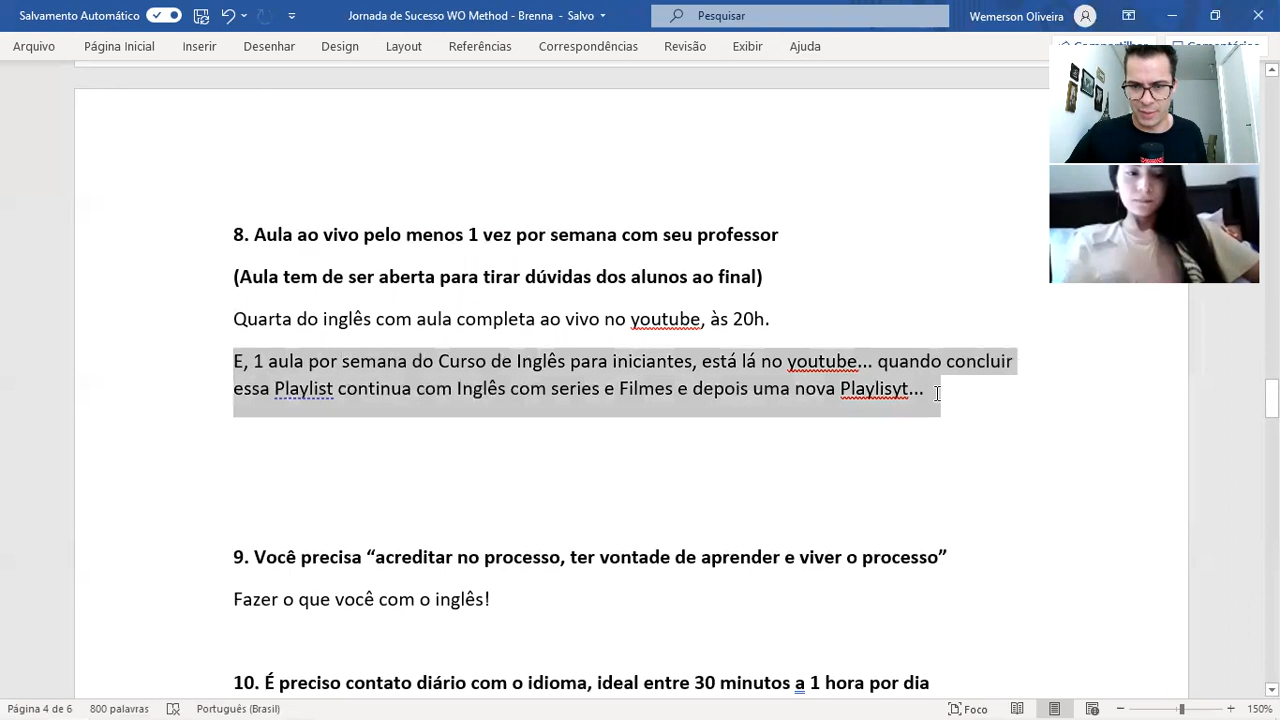 Salvamento Automático Jornada de Sucesso WO Method - Brenna - Salvo Pesquisar Wemerson Oliveira
Arquivo Página Inicial Inserir Desenhar Design Layout Referências Correspondências Revisão Exibir Ajuda Compartilhar Comentários
8. Aula ao vivo pelo menos 1 vez por semana com seu professor
(Aula tem de ser aberta para tirar dúvidas dos alunos ao final)
Quarta do inglês com aula completa ao vivo no youtube, às 20h.
E, 1 aula por semana do Curso de Inglês para iniciantes, está lá no youtube... quando concluir
essa Playlist continua com Inglês com series e Filmes e depois uma nova Playlisyt...
9. Você precisa “acreditar no processo, ter vontade de aprender e viver o processo”
Fazer o que você com o inglês!
10. É preciso contato diário com o idioma, ideal entre 30 minutos a 1 hora por dia
Página 4 de 6 800 palavras Português (Brasil) Foco 150%